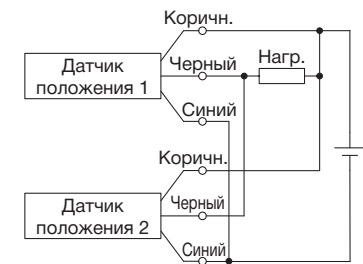 Коричн.
Черный
Нагр.
Датчик
положения 1
Синий
Коричн.
Датчик
положения 2
Черный
Синий